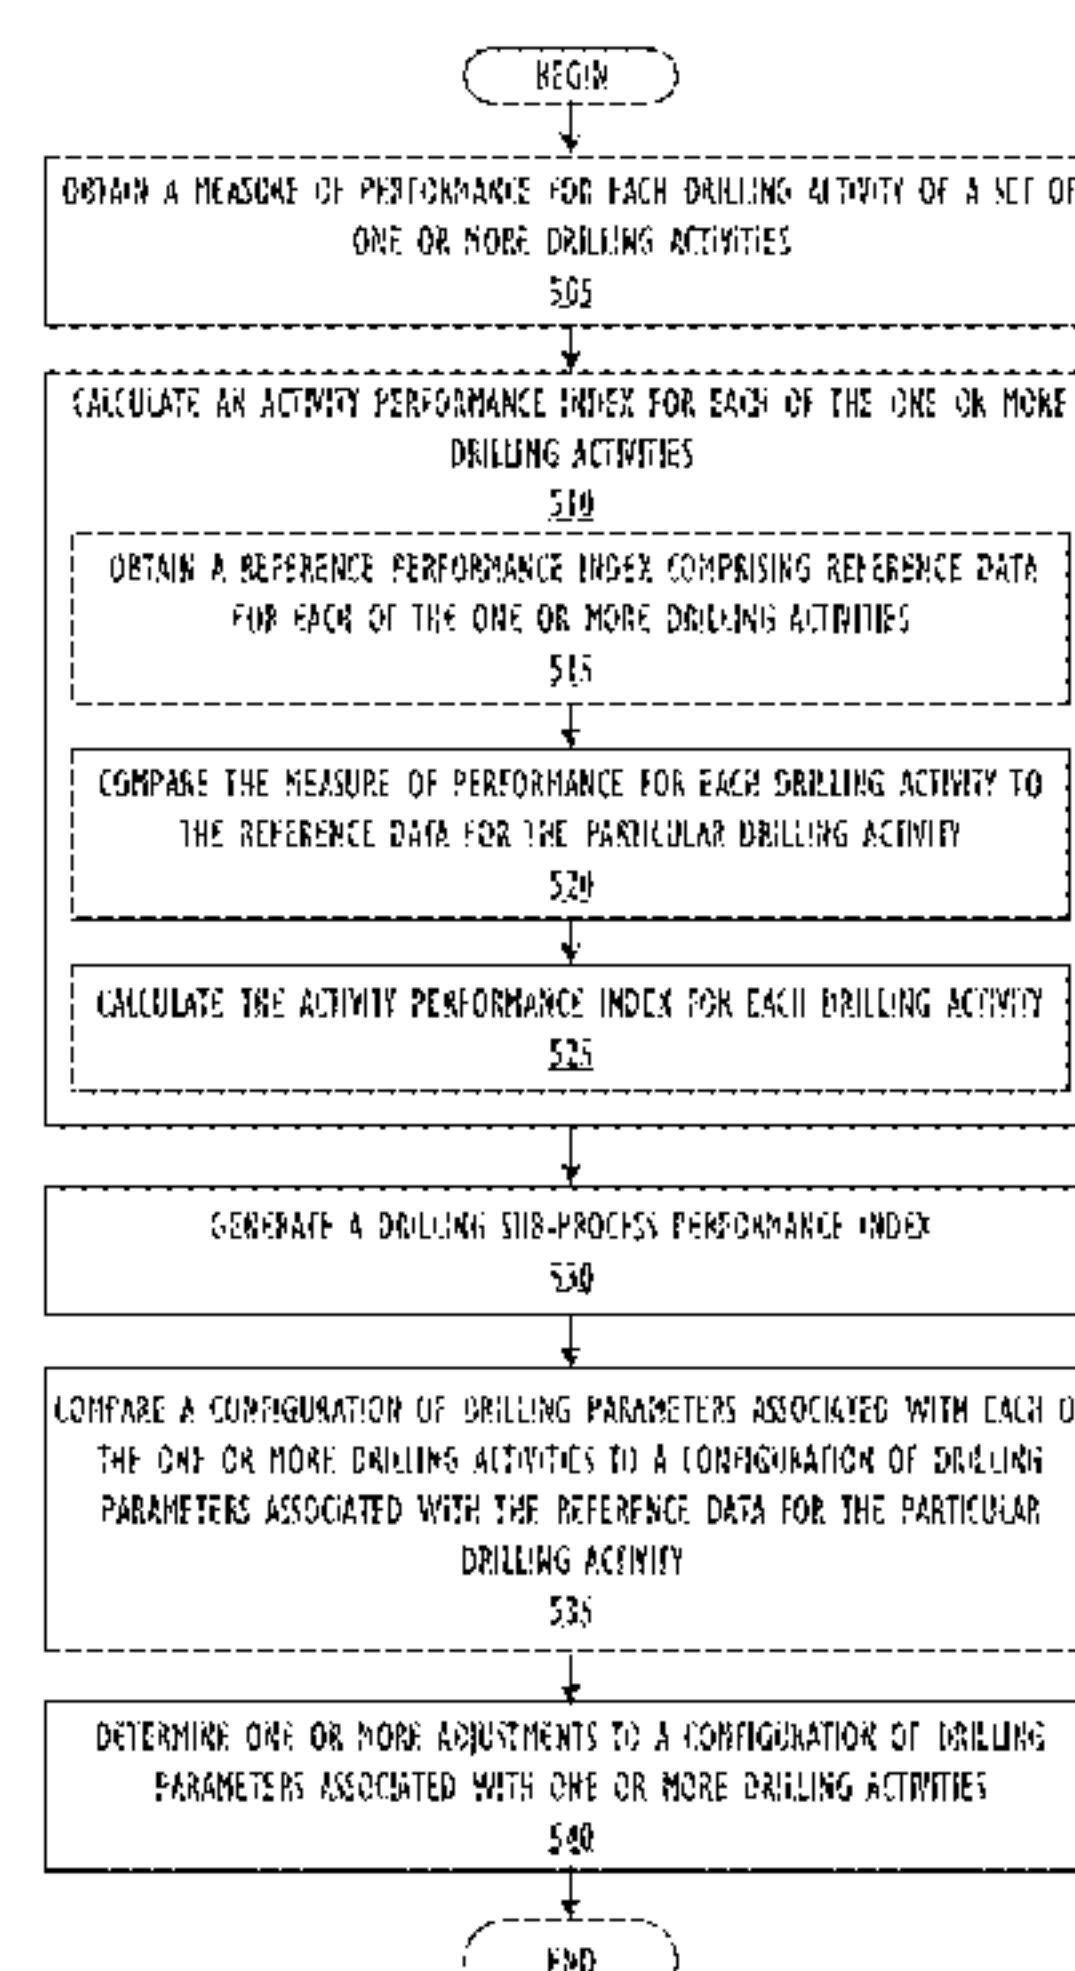 BEGIN
OBTAIN A MEASURE OF PERFORMANCE FOR EACH DRILLING ACTIVITY OF A SET OF
ONE OR MORE DRILLING ACTIVITIES
505
CALCULATE AN ACTIVITY PERFORMANCE INDEX FOR EACH OF THE ONE OR MORE
DRILLING ACTIVITIES
510
OBTAIN A REFERENCE PERFORMANCE INDEX COMPRISING REFERENCE DATA
FOR EACH OF THE ONE OR MORE DRILLING ACTIVITIES
515
COMPARE THE MEASURE OF PERFORMANCE FOR EACH DRILLING ACTIVITY TO
THE REFERENCE DATA FOR THE PARTICULAR DRILLING ACTIVITY
520
CALCULATE THE ACTIVITY PERFORMANCE INDEX FOR EACH DRILLING ACTIVITY
525
GENERATE A DRILLING SUB-PROCESS PERFORMANCE INDEX
530
COMPARE A CONFIGURATION OF DRILLING PARAMETERS ASSOCIATED WITH EACH O
THE ONE OR MORE DRILLING ACTIVITIES TO A CONFIGURATION OF DRILLING
PARAMETERS ASSOCIATED WITH THE REFERENCE DATA FOR THE PARTICULAR
DRILLING ACTIVITY
535
DETERMINE ONE OR MORE ADJUSTMENTS TO A CONFIGURATION OF DRILLING
PARAMETERS ASSOCIATED WITH ONE OR MORE DRILLING ACTIVITIES
540
END